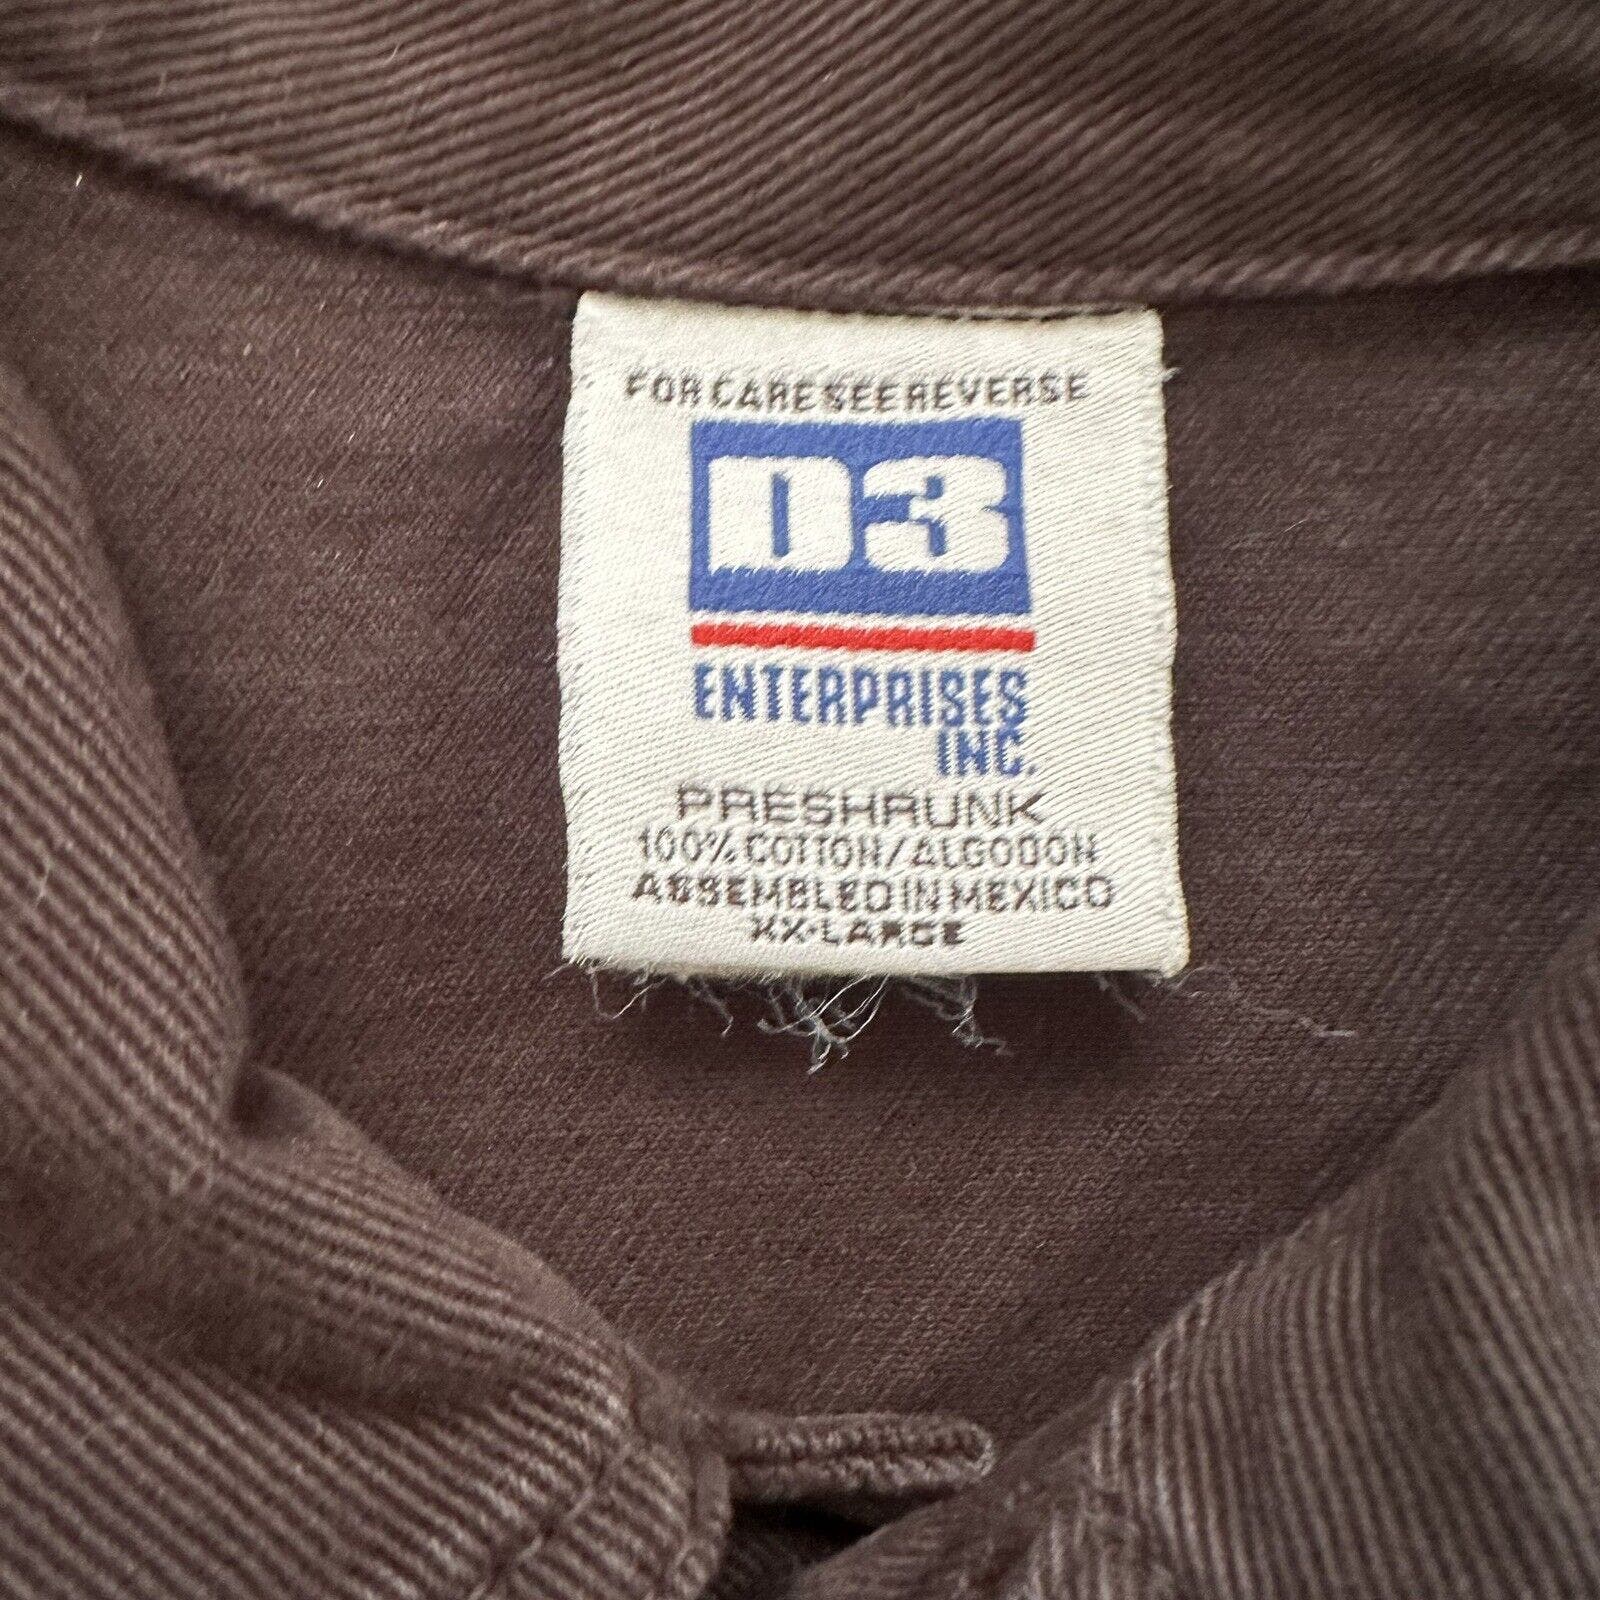 FOR CARE SEE REVERSE
D3
ENTERPRISES
INC.
PRESHRUNK
100% COTTON/ALGODON
ASSEMBLED IN MEXICO
XX-LARGE